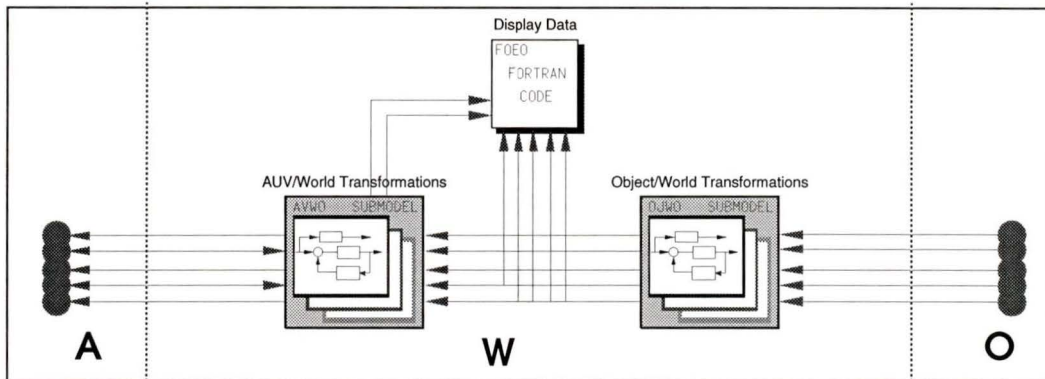 Display Data
FOEO
FORTRAN
CODE
AUV/World Transformations
Object/World Transformations
AVWO SUBMODEL
OJWO SUBMODEL
A
W
O